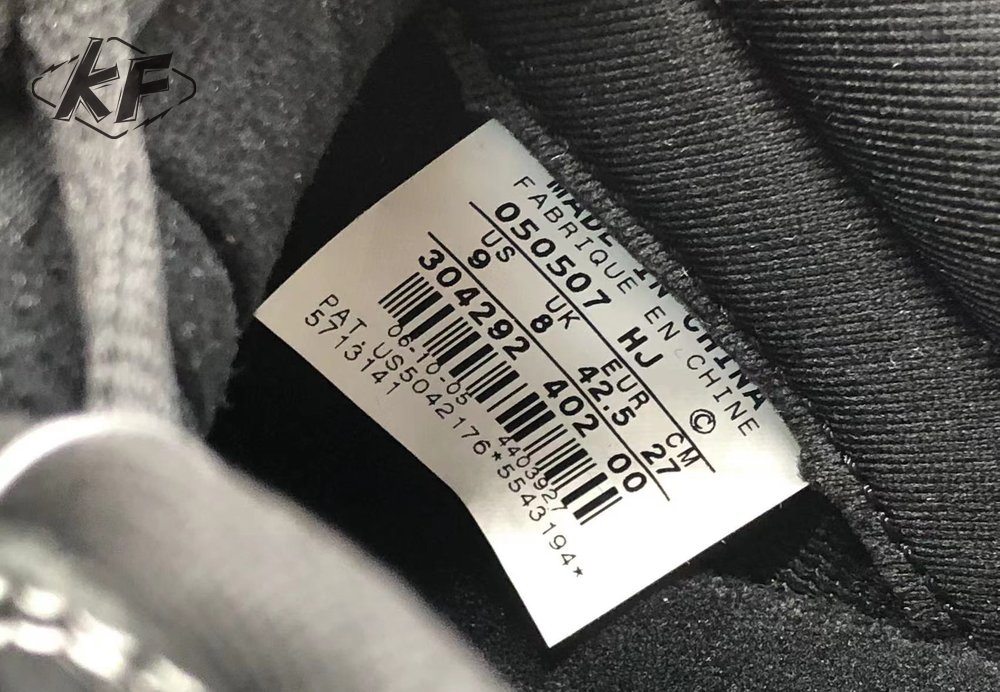 KF
MADE IN CHINA
FABRIQUE EN CHINE
050507 HJ ©
US UK EUR CM
9 8 42.5 27
304292 402 00
06-10-05 4403927
PAT.US5042176*5543194*
5713141